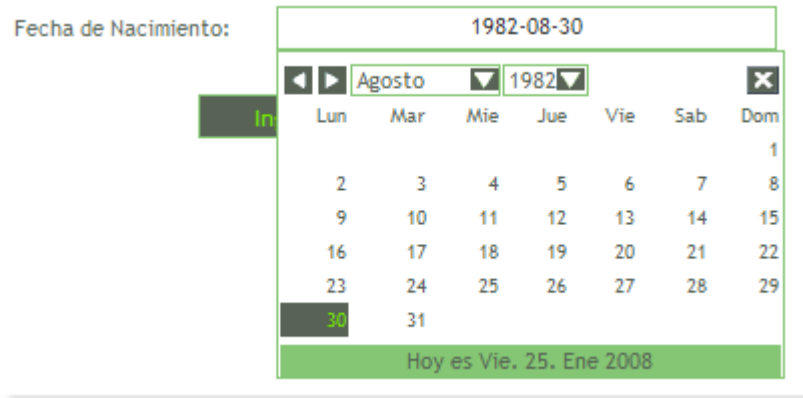 Fecha de Nacimiento: 1982-08-30
Agosto 1982
Lun Mar Mie Jue Vie Sab Dom
1
2 3 4 5 6 7 8
9 10 11 12 13 14 15
16 17 18 19 20 21 22
23 24 25 26 27 28 29
30 31
Hoy es Vie. 25. Ene 2008